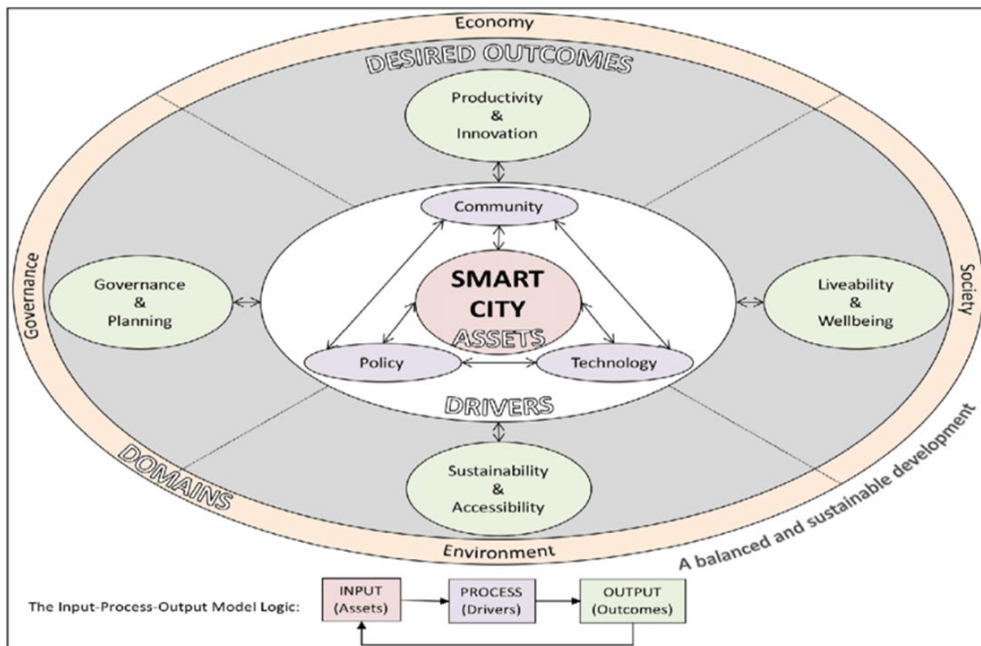 Economy
DESIRED OUTCOMES
Productivity
&
Innovation
Community
Governance
Governance
&
Planning
SMART
CITY
ASSETS
Liveability
&
Wellbeing
Society
Policy
Technology
DRIVERS
DOMAINS
Sustainability
&
Accessibility
Environment
A balanced and sustainable development
The Input-Process-Output Model Logic:
INPUT
(Assets)
PROCESS
(Drivers)
OUTPUT
(Outcomes)